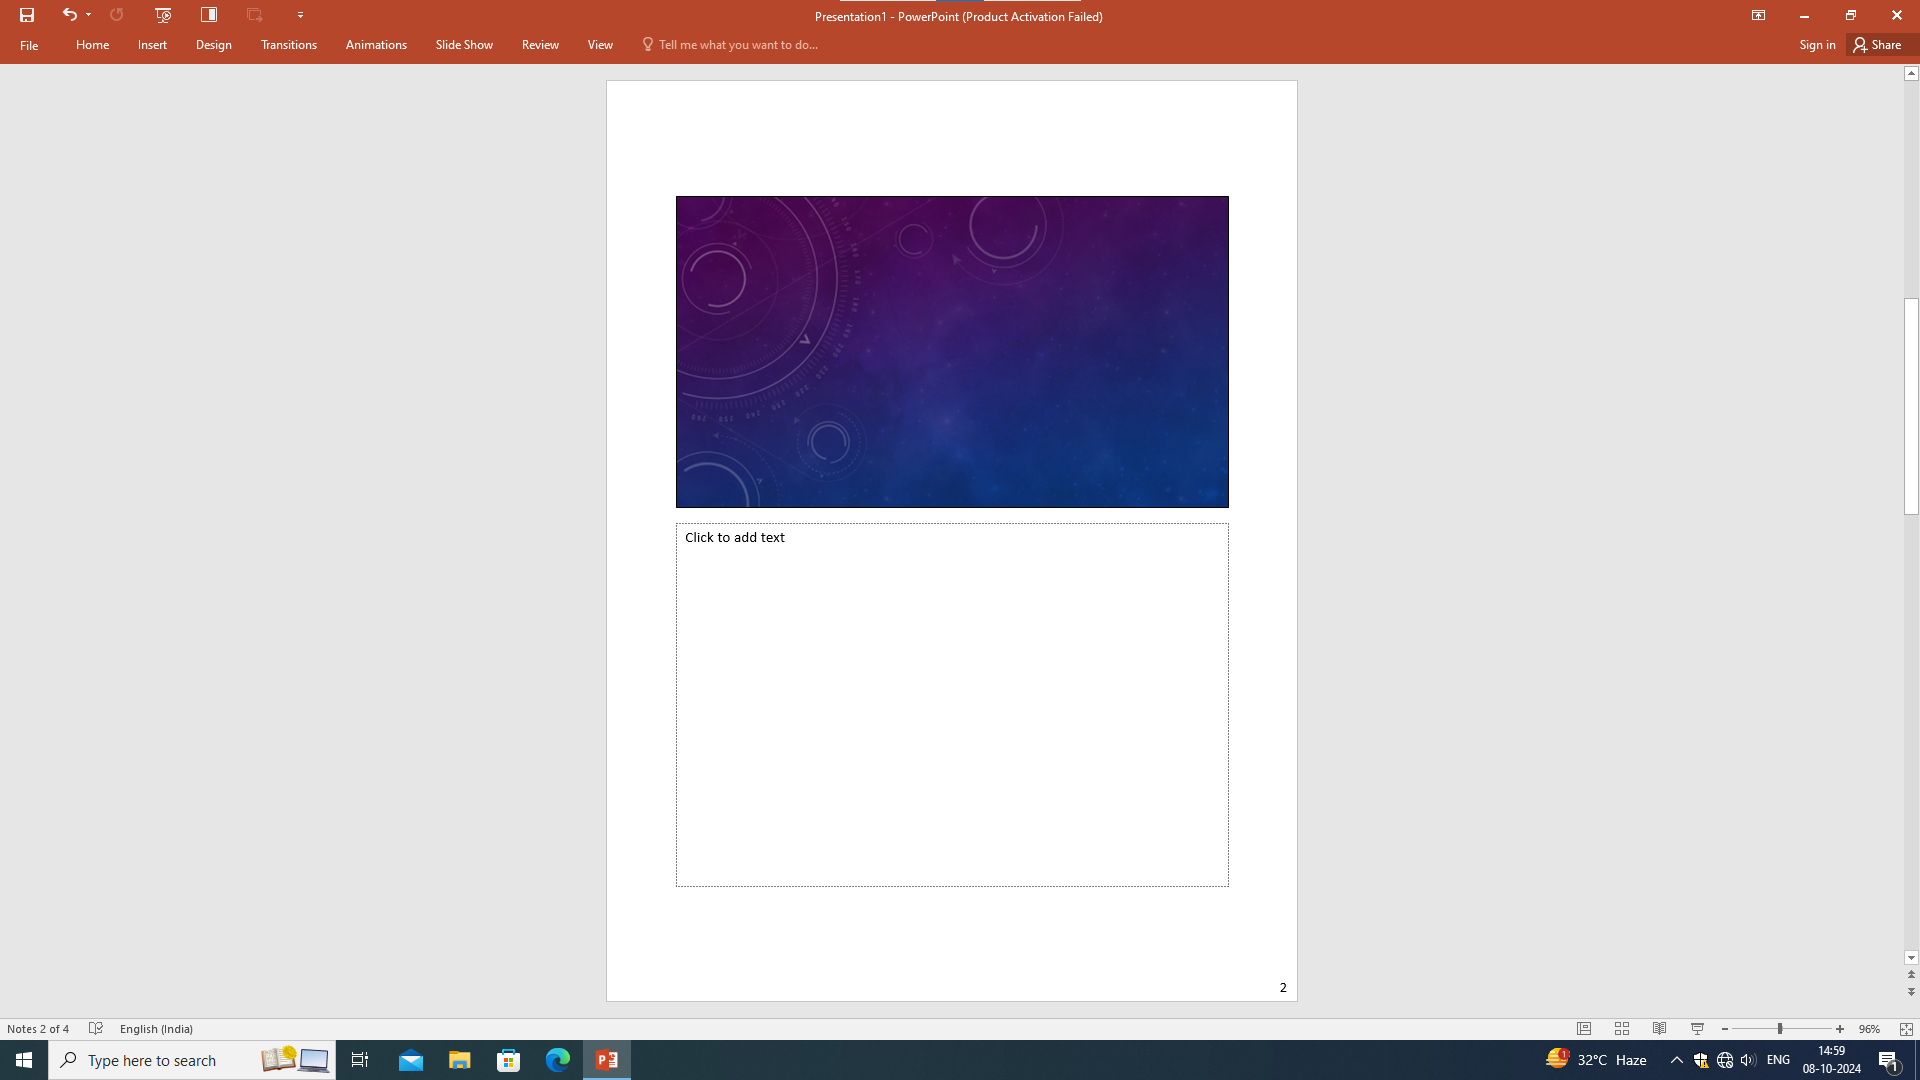 Presentation1 - PowerPoint (Product Activation Failed)
File Home Insert Design Transitions Animations Slide Show Review View Tell me what you want to do... Sign in Share
Click to add text
2
Notes 2 of 4 English (India) 96%
Type here to search
1 32°C Haze ENG
14:59
08-10-2024
1